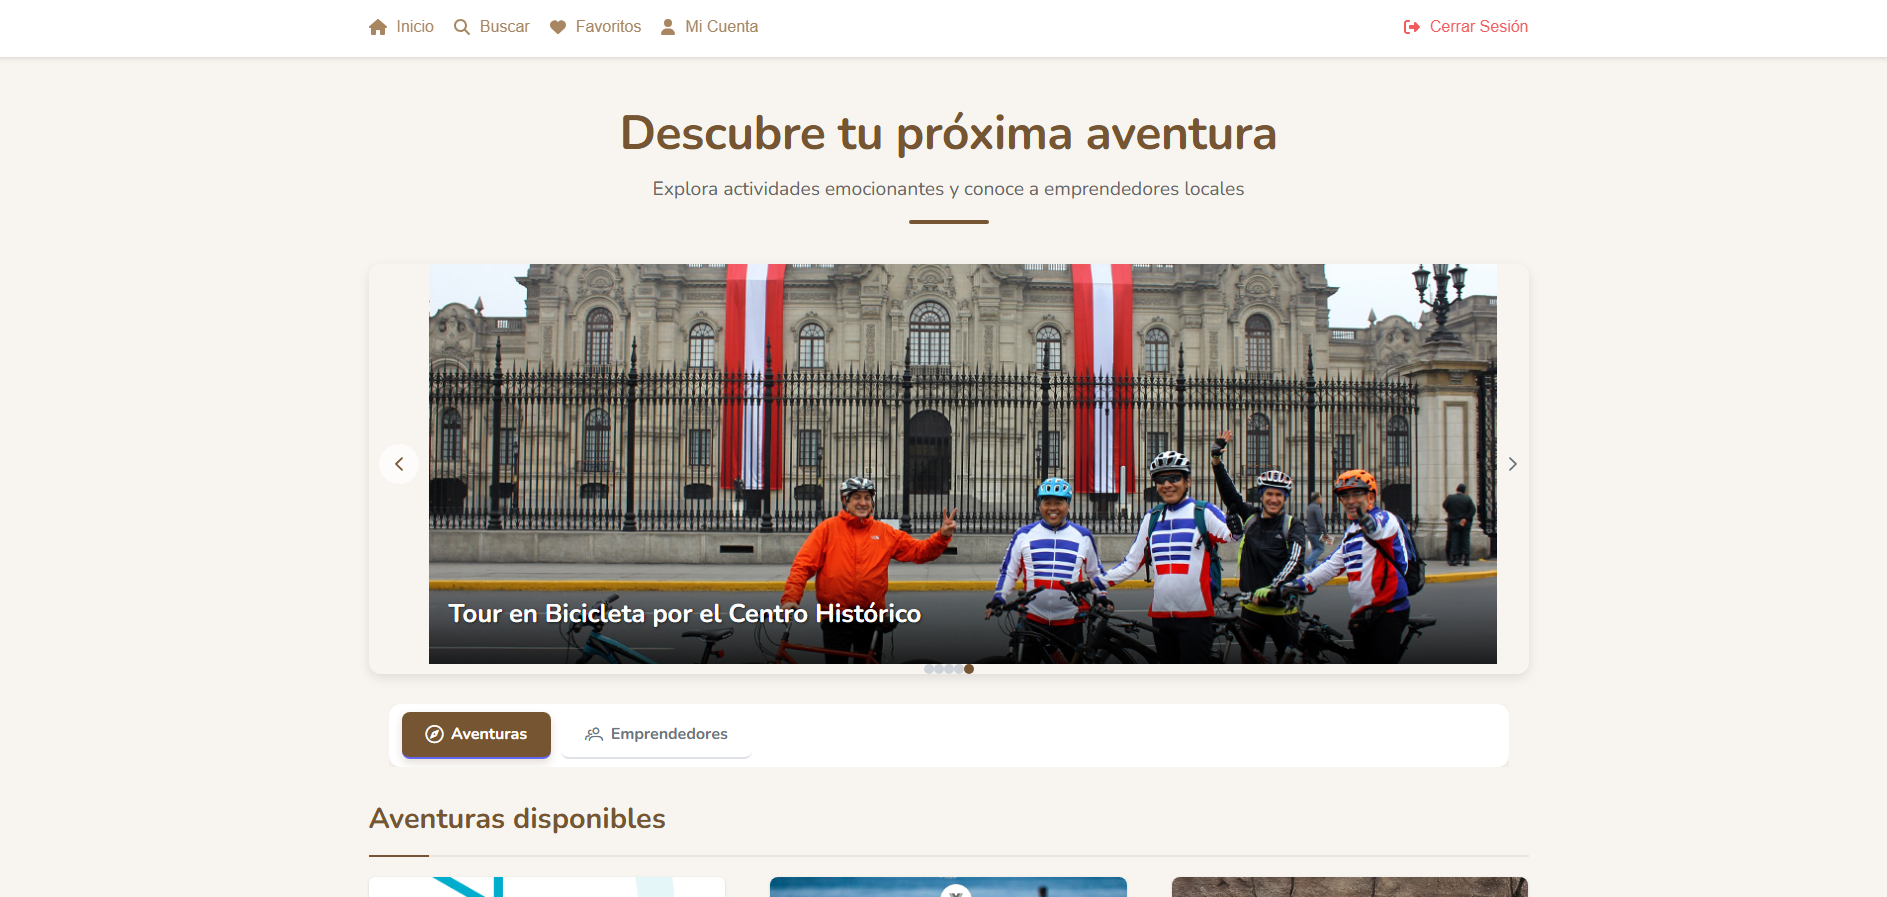 Inicio
Buscar
Favoritos
Mi Cuenta
Cerrar Sesión
Descubre tu próxima aventura
Explora actividades emocionantes y conoce a emprendedores locales
Tour en Bicicleta por el Centro Histórico
Aventuras
Emprendedores
Aventuras disponibles